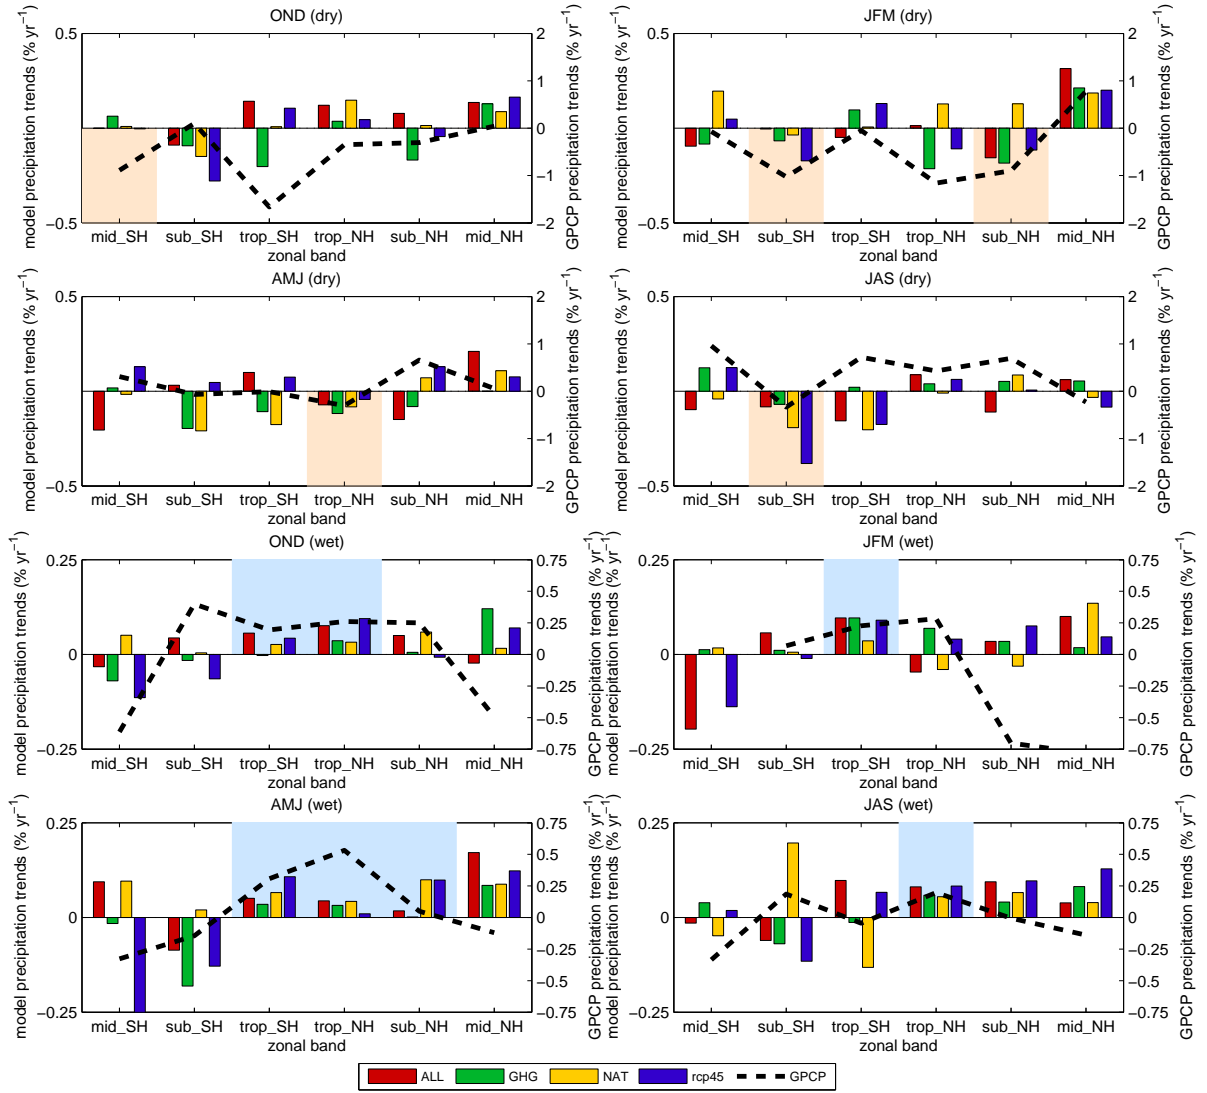 OND (dry)
model precipitation trends (% yr−1)
0.5
0
−0.5
2
1
0
−1
−2
GPCP precipitation trends (% yr−1)
mid_SH sub_SH trop_SH trop_NH sub_NH mid_NH
zonal band
JFM (dry)
model precipitation trends (% yr−1)
0.5
0
−0.5
2
1
0
−1
−2
GPCP precipitation trends (% yr−1)
mid_SH sub_SH trop_SH trop_NH sub_NH mid_NH
zonal band
AMJ (dry)
model precipitation trends (% yr−1)
0.5
0
−0.5
2
1
0
−1
−2
GPCP precipitation trends (% yr−1)
mid_SH sub_SH trop_SH trop_NH sub_NH mid_NH
zonal band
JAS (dry)
model precipitation trends (% yr−1)
0.5
0
−0.5
2
1
0
−1
−2
GPCP precipitation trends (% yr−1)
mid_SH sub_SH trop_SH trop_NH sub_NH mid_NH
zonal band
OND (wet)
model precipitation trends (% yr−1)
0.25
0
−0.25
0.75
0.5
0.25
0
−0.25
−0.5
−0.75
GPCP precipitation trends (% yr−1)
mid_SH sub_SH trop_SH trop_NH sub_NH mid_NH
zonal band
JFM (wet)
model precipitation trends (% yr−1)
0.25
0
−0.25
0.75
0.5
0.25
0
−0.25
−0.5
−0.75
GPCP precipitation trends (% yr−1)
mid_SH sub_SH trop_SH trop_NH sub_NH mid_NH
zonal band
AMJ (wet)
model precipitation trends (% yr−1)
0.25
0
−0.25
0.75
0.5
0.25
0
−0.25
−0.5
−0.75
GPCP precipitation trends (% yr−1)
mid_SH sub_SH trop_SH trop_NH sub_NH mid_NH
zonal band
JAS (wet)
model precipitation trends (% yr−1)
0.25
0
−0.25
0.75
0.5
0.25
0
−0.25
−0.5
−0.75
GPCP precipitation trends (% yr−1)
mid_SH sub_SH trop_SH trop_NH sub_NH mid_NH
zonal band
ALL GHG NAT rcp45 GPCP